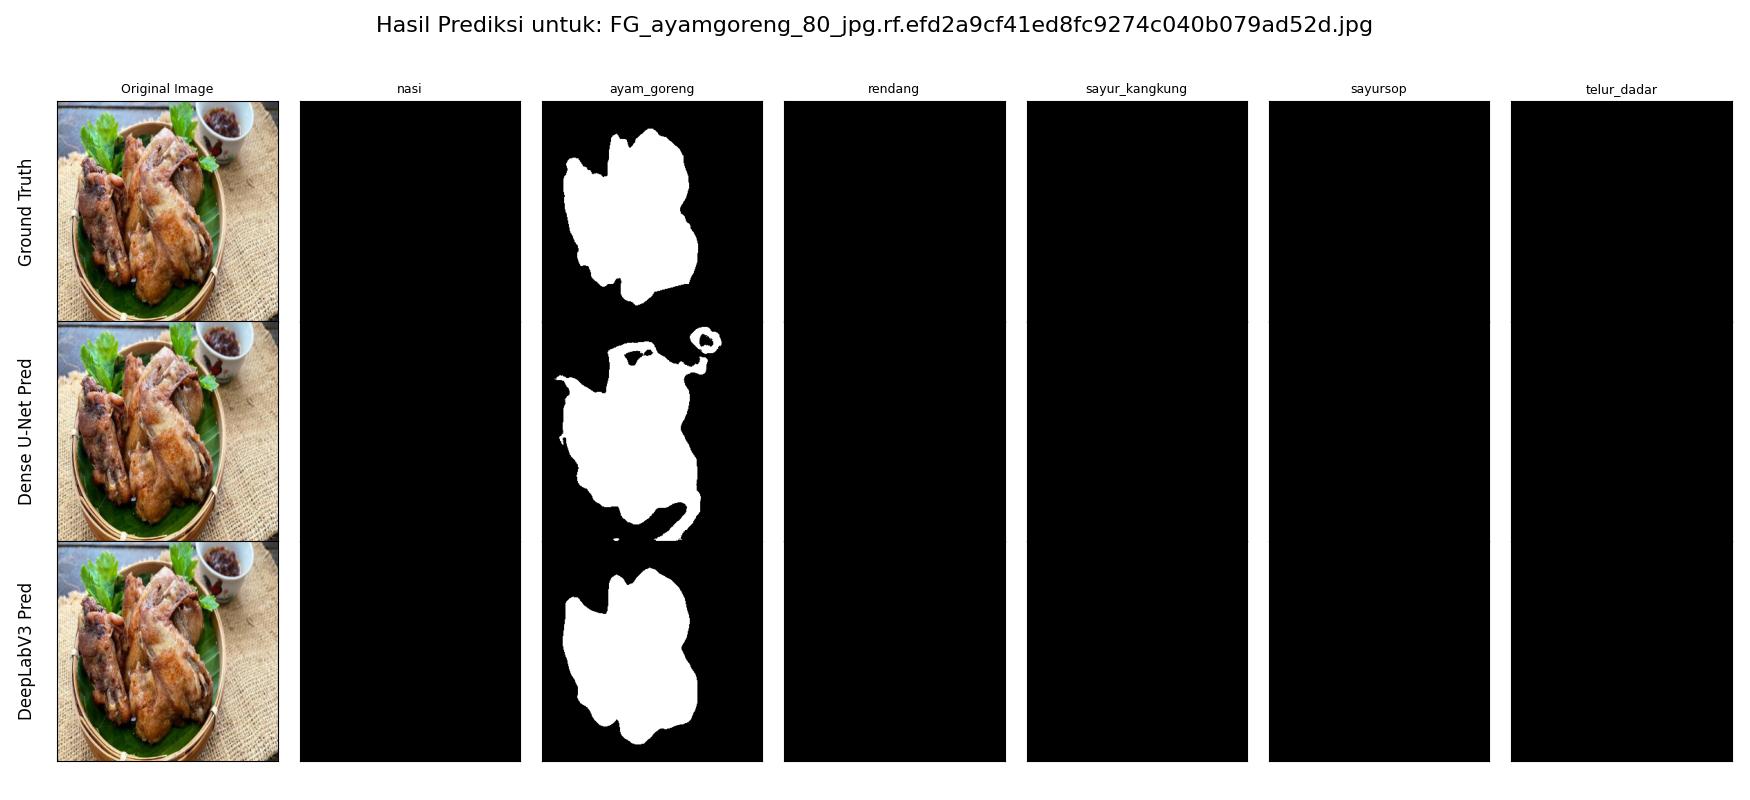 Hasil Prediksi untuk: FG_ayamgoreng_80_jpg.rf.efd2a9cf41ed8fc9274c040b079ad52d.jpg
Original Image
nasi
ayam_goreng
rendang
sayur_kangkung
sayursop
telur_dadar
Ground Truth
Dense U-Net Pred
DeepLabV3 Pred